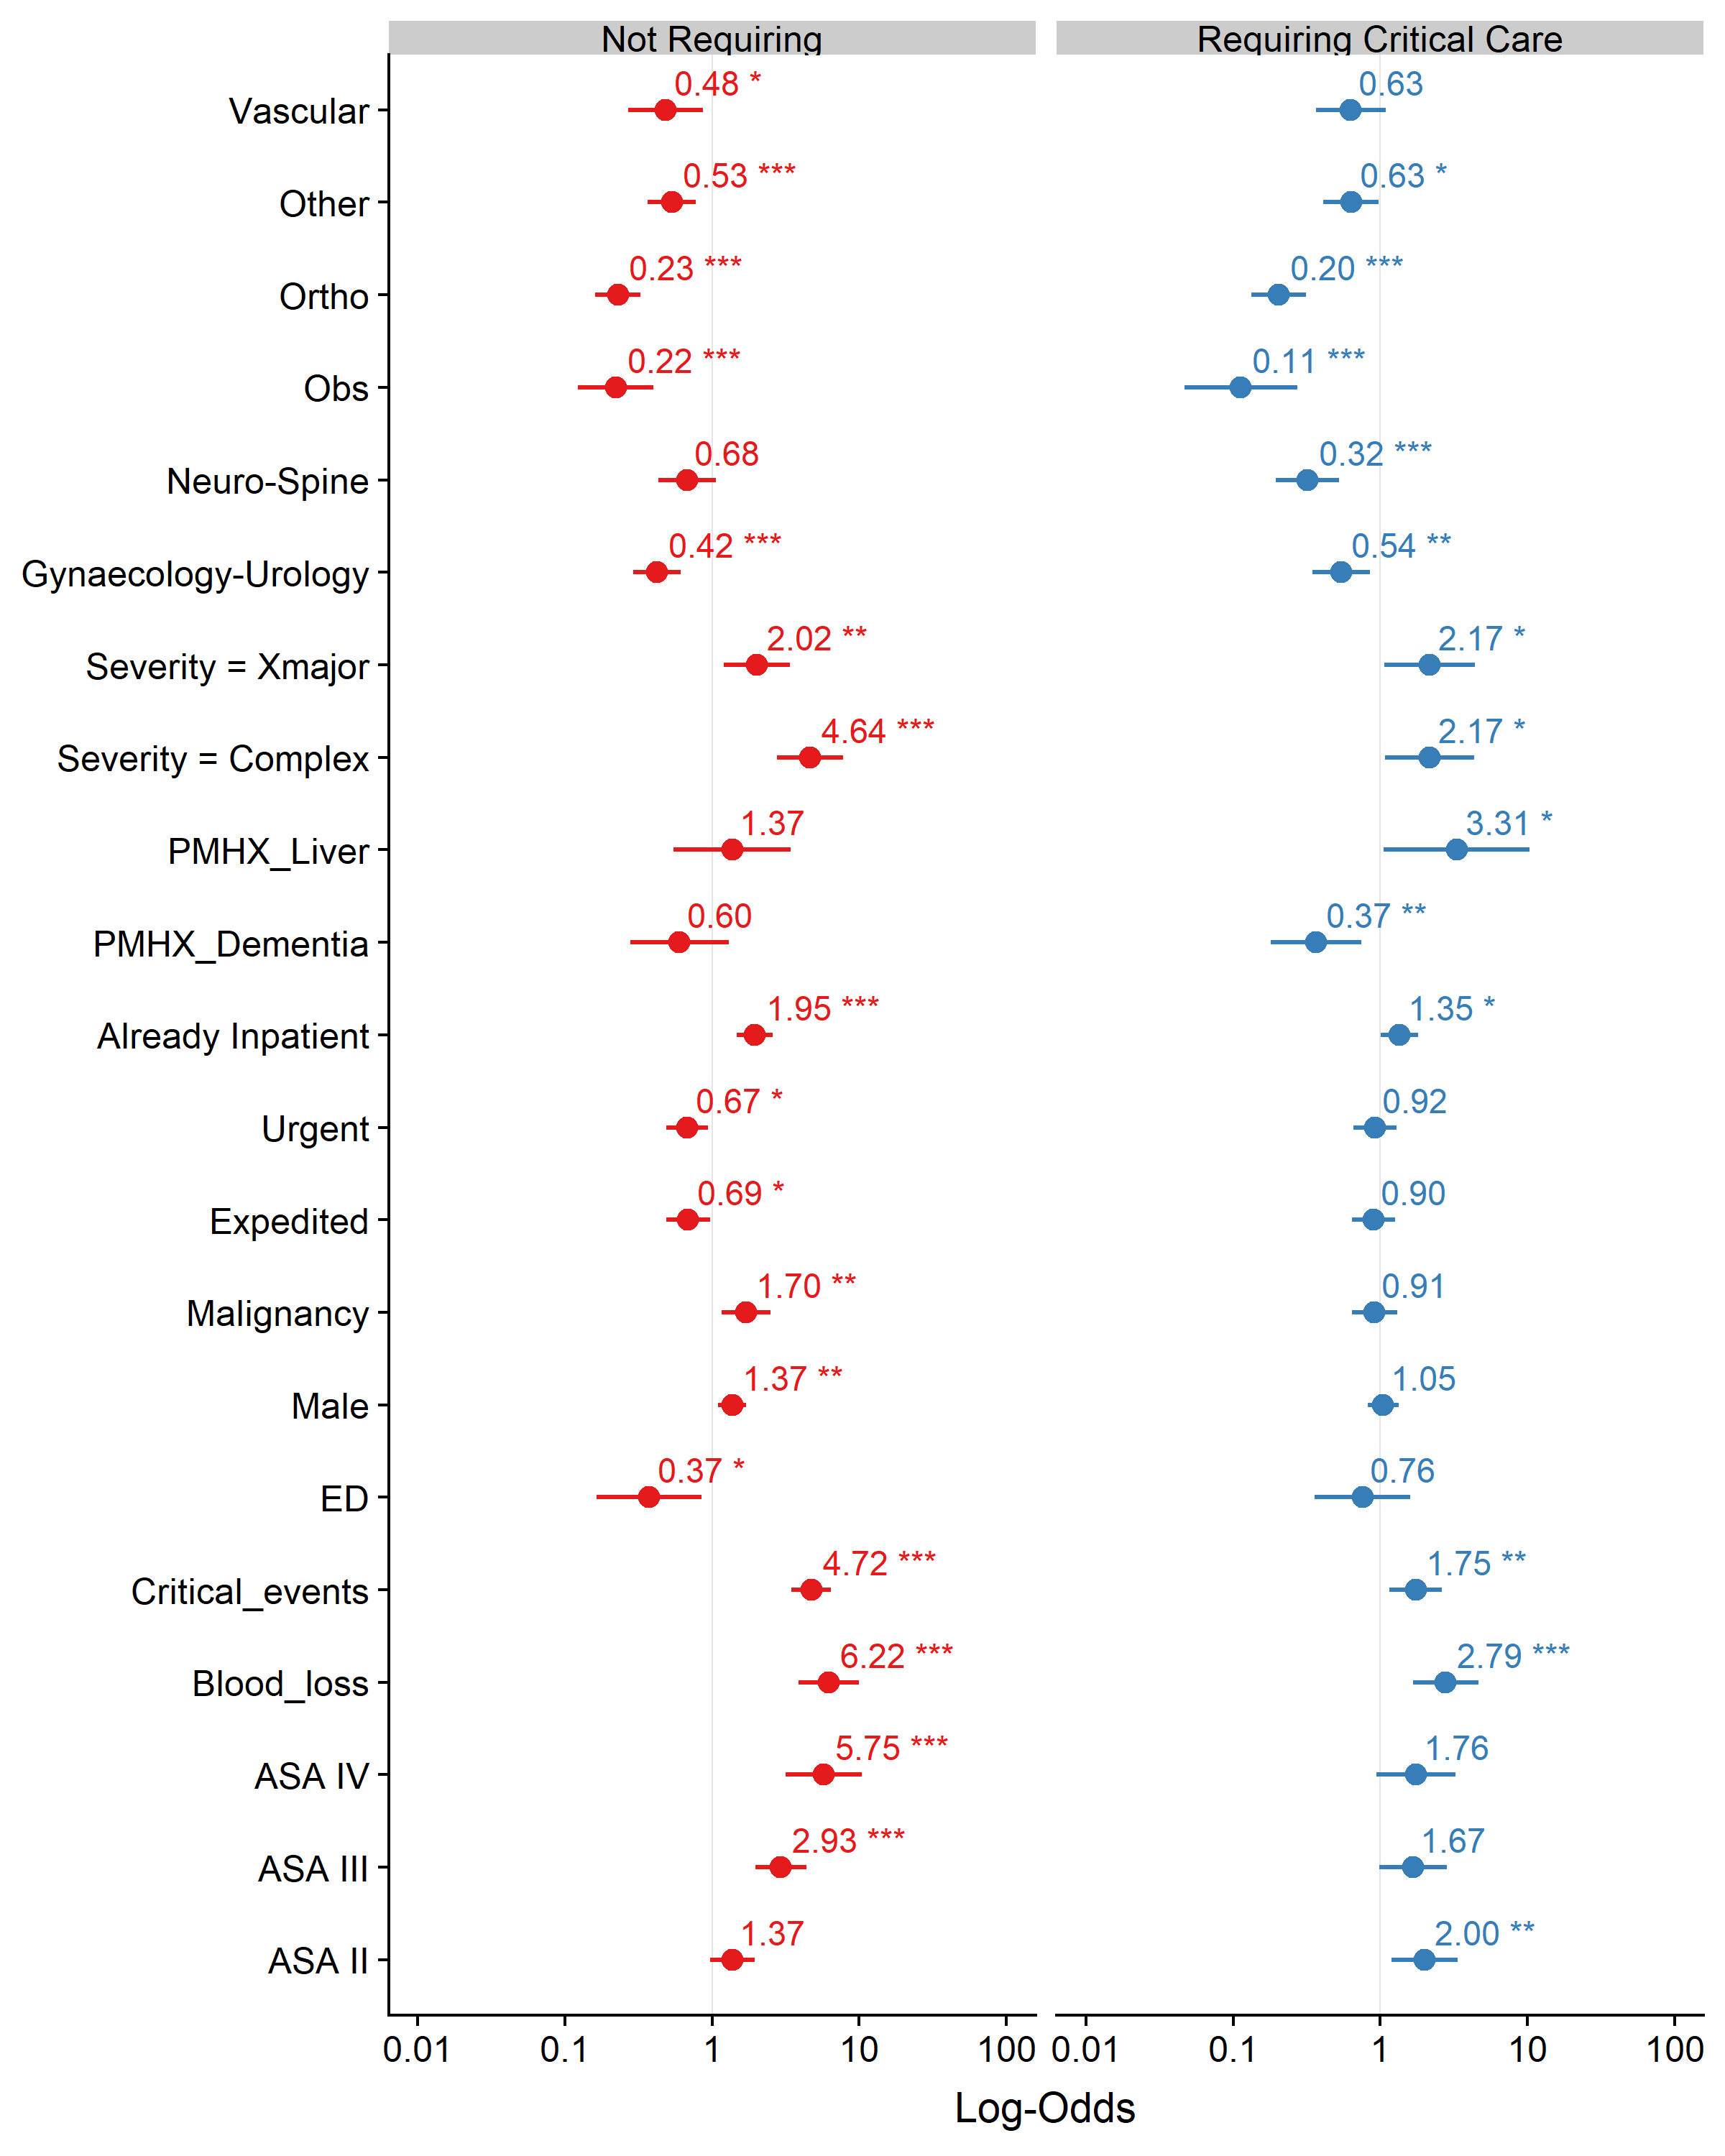 Not Requiring Requiring Critical Care
Vascular 0.48 * 0.63
Other 0.53 *** 0.63 *
Ortho 0.23 *** 0.20 ***
Obs 0.22 *** 0.11 ***
Neuro-Spine 0.68 0.32 ***
Gynaecology-Urology 0.42 *** 0.54 **
Severity = Xmajor 2.02 ** 2.17 *
Severity = Complex 4.64 *** 2.17 *
PMHX_Liver 1.37 3.31 *
PMHX_Dementia 0.60 0.37 **
Already Inpatient 1.95 *** 1.35 *
Urgent 0.67 * 0.92
Expedited 0.69 * 0.90
Malignancy 1.70 ** 0.91
Male 1.37 ** 1.05
ED 0.37 * 0.76
Critical_events 4.72 *** 1.75 **
Blood_loss 6.22 *** 2.79 ***
ASA IV 5.75 *** 1.76
ASA III 2.93 *** 1.67
ASA II 1.37 2.00 **
0.01 0.1 1 10 100 0.01 0.1 1 10 100
Log-Odds